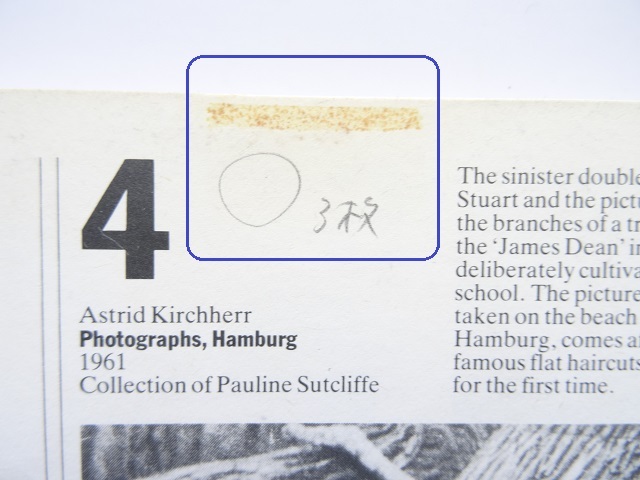 3枚
4
Astrid Kirchherr
Photographs, Hamburg
1961
Collection of Pauline Sutcliffe
The sinister double
Stuart and the pictu
the branches of a tr
the ‘James Dean’ in
deliberately cultiva
school. The picture
taken on the beach
Hamburg, comes a
famous flat haircuts
for the first time.